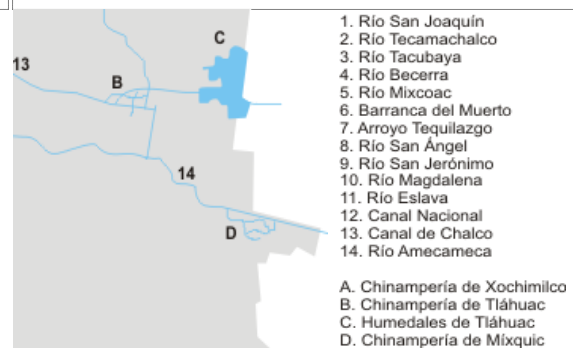 C
13
B
14
D
1. Río San Joaquín
2. Río Tecamachalco
3. Río Tacubaya
4. Río Becerra
5. Río Mixcoac
6. Barranca del Muerto
7. Arroyo Tequilazgo
8. Río San Ángel
9. Río San Jerónimo
10. Río Magdalena
11. Río Eslava
12. Canal Nacional
13. Canal de Chalco
14. Río Amecameca
A. Chinampería de Xochimilco
B. Chinampería de Tláhuac
C. Humedales de Tláhuac
D. Chinampería de Míxquic